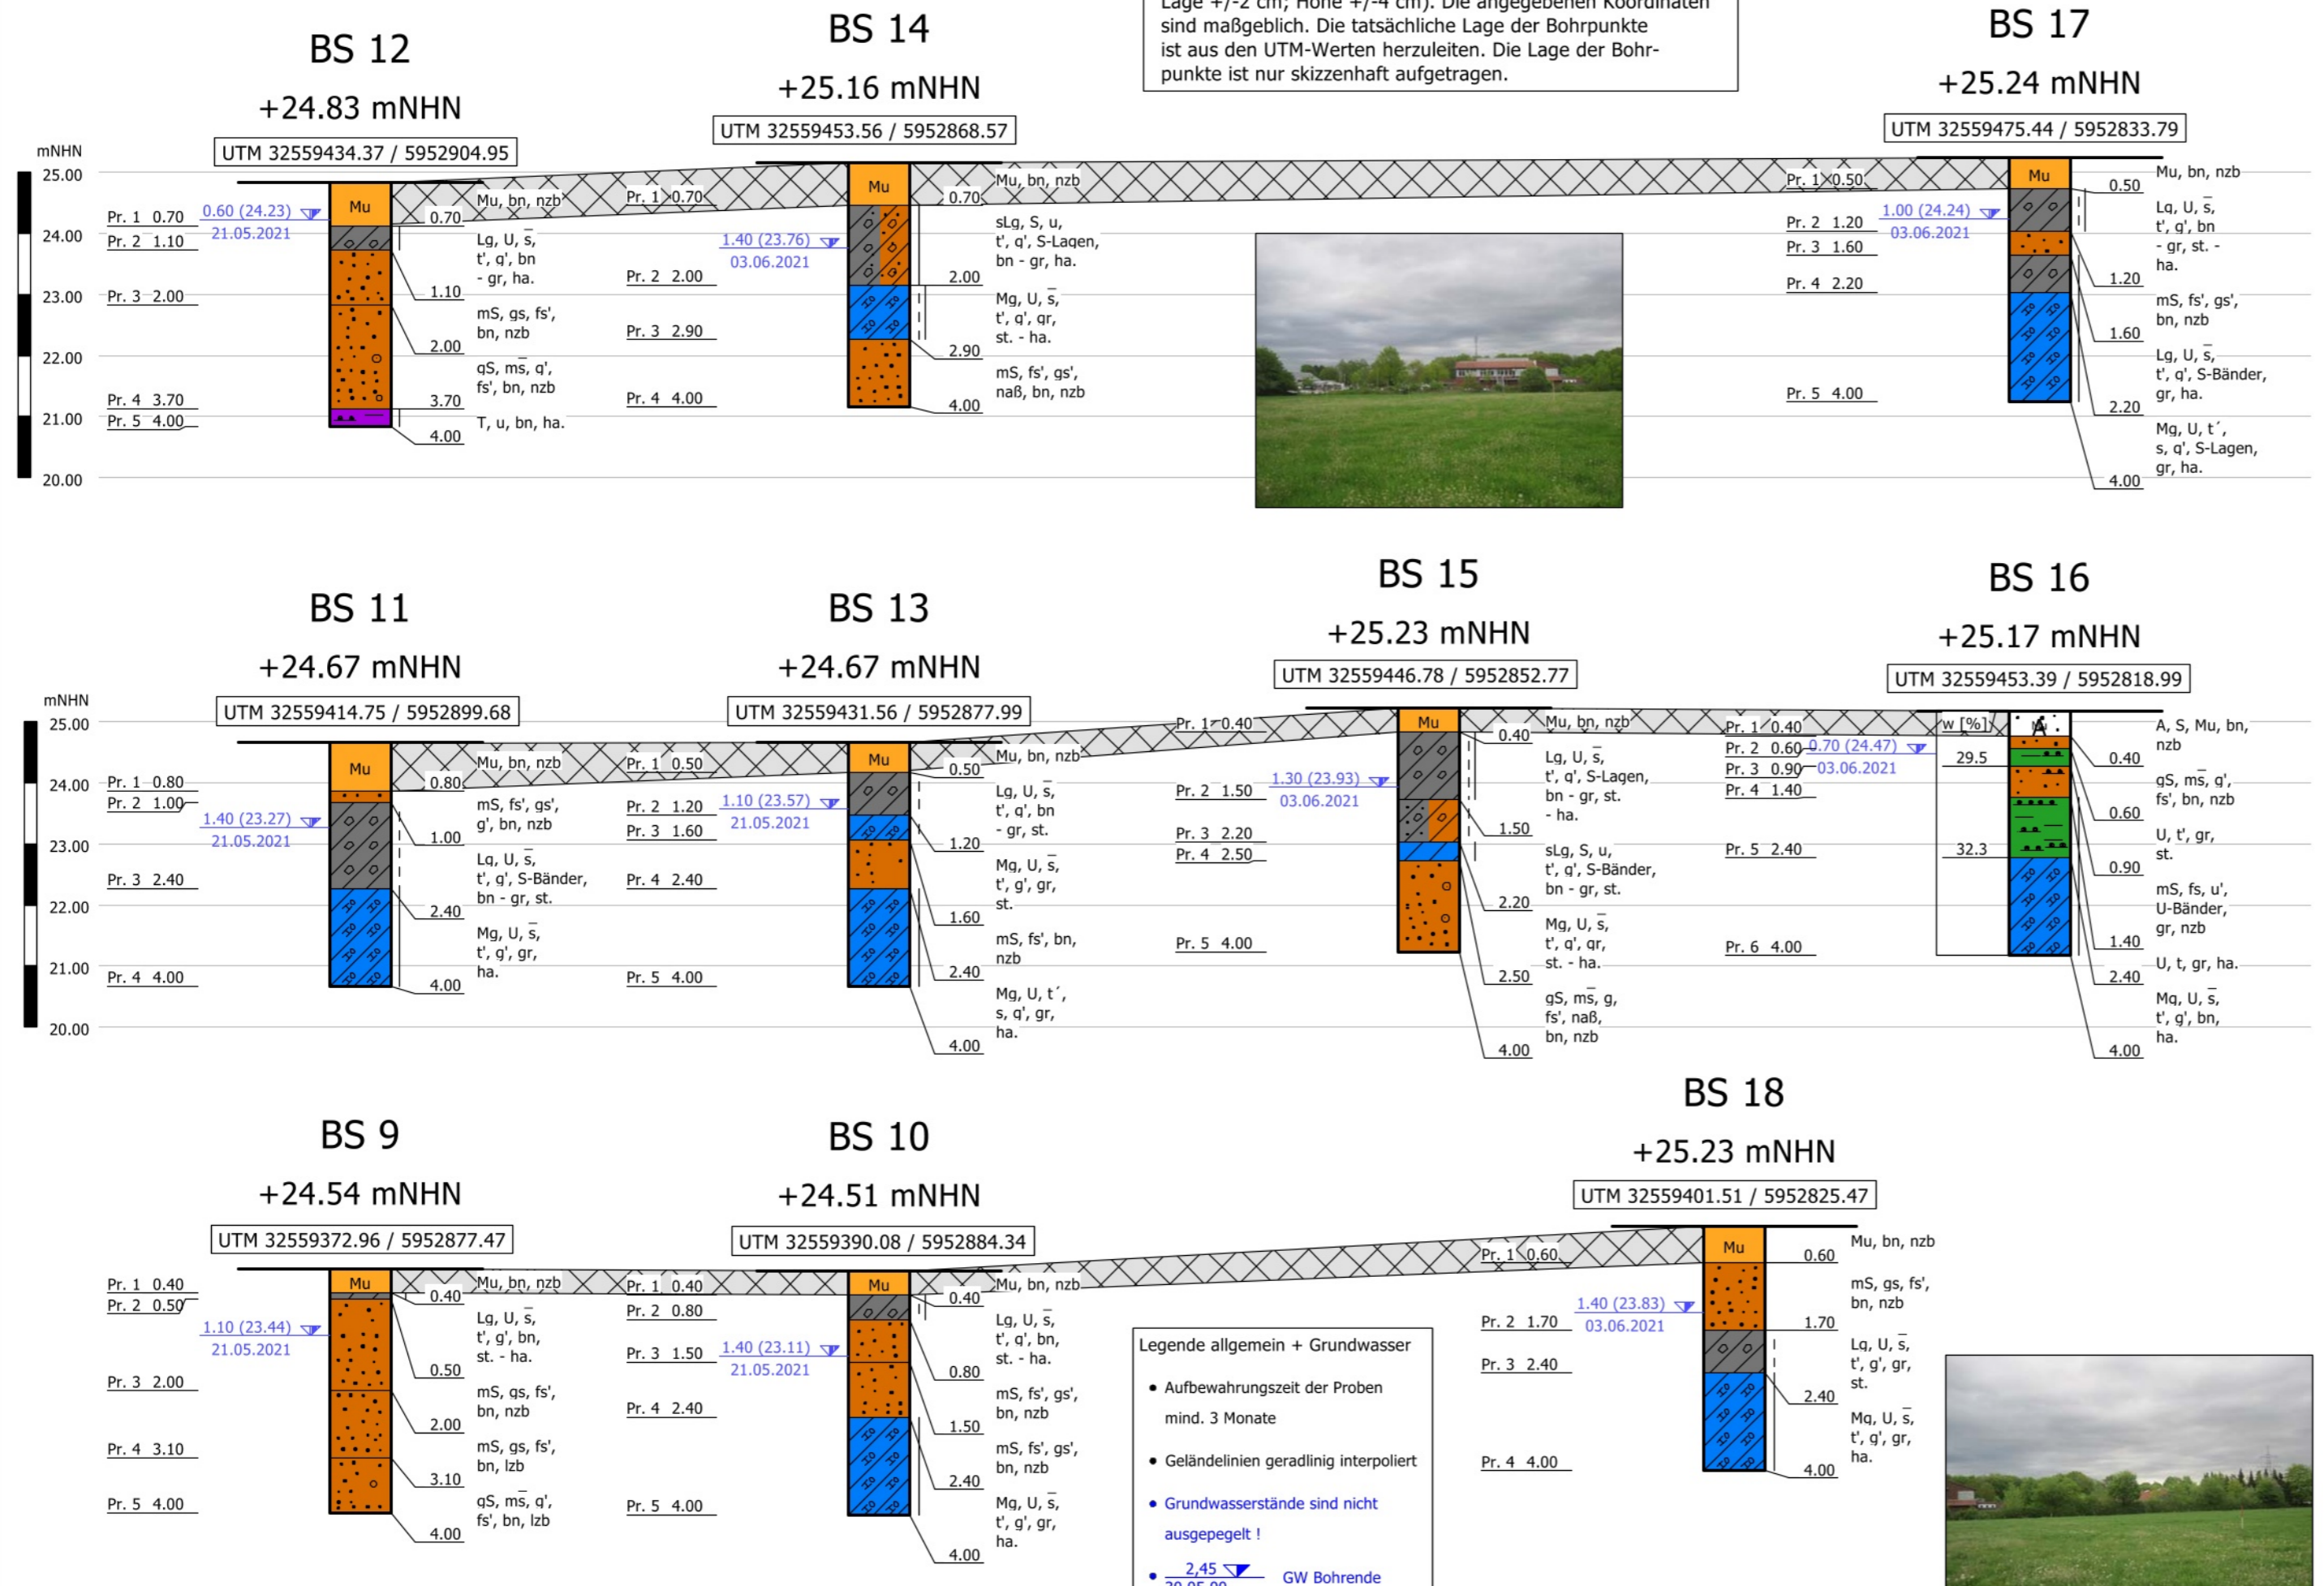 Lage +/-2 cm; Höhe +/-4 cm). Die angegebenen Koordinaten
sind maßgeblich. Die tatsächliche Lage der Bohrpunkte
ist aus den UTM-Werten herzuleiten. Die Lage der Bohr-
punkte ist nur skizzenhaft aufgetragen.
BS 12
+24.83 mNHN
UTM 32559434.37 / 5952904.95
mNHN
25.00
24.00
23.00
22.00
21.00
20.00
Pr. 1 0.70
Pr. 2 1.10
Pr. 3 2.00
Pr. 4 3.70
Pr. 5 4.00
0.60 (24.23)
21.05.2021
Mu
0.70
1.10
2.00
3.70
4.00
Mu, bn, nzb
Lg, U, s̅,
t', g', bn
- gr, ha.
mS, gs, fs',
bn, nzb
gS, ms̅, g',
fs', bn, nzb
T, u, bn, ha.
BS 14
+25.16 mNHN
UTM 32559453.56 / 5952868.57
Pr. 1 0.70
Pr. 2 2.00
Pr. 3 2.90
Pr. 4 4.00
1.40 (23.76)
03.06.2021
Mu
0.70
2.00
2.90
4.00
Mu, bn, nzb
sLg, S, u,
t', g', S-Lagen,
bn - gr, ha.
Mg, U, s̅,
t', g', gr,
st. - ha.
mS, fs', gs',
naß, bn, nzb
BS 17
+25.24 mNHN
UTM 32559475.44 / 5952833.79
Pr. 1 0.50
Pr. 2 1.20
Pr. 3 1.60
Pr. 4 2.20
Pr. 5 4.00
1.00 (24.24)
03.06.2021
Mu
0.50
1.20
1.60
2.20
4.00
Mu, bn, nzb
Lg, U, s̅,
t', g', bn
- gr, st. -
ha.
mS, fs', gs',
bn, nzb
Lg, U, s̅,
t', g', S-Bänder,
gr, ha.
Mg, U, t´,
s, g', S-Lagen,
gr, ha.
BS 11
+24.67 mNHN
UTM 32559414.75 / 5952899.68
mNHN
25.00
24.00
23.00
22.00
21.00
20.00
Pr. 1 0.80
Pr. 2 1.00
Pr. 3 2.40
Pr. 4 4.00
1.40 (23.27)
21.05.2021
Mu
0.80
1.00
2.40
4.00
Mu, bn, nzb
mS, fs', gs',
g', bn, nzb
Lg, U, s̅,
t', g', S-Bänder,
bn - gr, st.
Mg, U, s̅,
t', g', gr,
ha.
BS 13
+24.67 mNHN
UTM 32559431.56 / 5952877.99
Pr. 1 0.50
Pr. 2 1.20
Pr. 3 1.60
Pr. 4 2.40
Pr. 5 4.00
1.10 (23.57)
21.05.2021
Mu
0.50
1.20
1.60
2.40
4.00
Mu, bn, nzb
Lg, U, s̅,
t', g', bn
- gr, st.
Mg, U, s̅,
t', g', gr,
st.
mS, fs', bn,
nzb
Mg, U, t´,
s, g', gr,
ha.
BS 15
+25.23 mNHN
UTM 32559446.78 / 5952852.77
Pr. 1 0.40
Pr. 2 1.50
Pr. 3 2.20
Pr. 4 2.50
Pr. 5 4.00
1.30 (23.93)
03.06.2021
Mu
0.40
1.50
2.20
2.50
4.00
Mu, bn, nzb
Lg, U, s̅,
t', g', S-Lagen,
bn - gr, st.
- ha.
sLg, S, u,
t', g', S-Bänder,
bn - gr, st.
Mg, U, s̅,
t', g', gr,
st. - ha.
gS, ms̅, g,
fs', naß,
bn, nzb
BS 16
+25.17 mNHN
UTM 32559453.39 / 5952818.99
Pr. 1 0.40
Pr. 2 0.60
Pr. 3 0.90
Pr. 4 1.40
Pr. 5 2.40
Pr. 6 4.00
0.70 (24.47)
03.06.2021
w [%]
29.5
32.3
A
0.40
0.60
0.90
1.40
2.40
4.00
A, S, Mu, bn,
nzb
gS, ms̅, g',
fs', bn, nzb
U, t', gr,
st.
mS, fs, u',
U-Bänder,
gr, nzb
U, t, gr, ha.
Mg, U, s̅,
t', g', bn,
ha.
BS 9
+24.54 mNHN
UTM 32559372.96 / 5952877.47
Pr. 1 0.40
Pr. 2 0.50
Pr. 3 2.00
Pr. 4 3.10
Pr. 5 4.00
1.10 (23.44)
21.05.2021
Mu
0.40
0.50
2.00
3.10
4.00
Mu, bn, nzb
Lg, U, s̅,
t', g', bn,
st. - ha.
mS, gs, fs',
bn, nzb
mS, gs, fs',
bn, lzb
gS, ms̅, g',
fs', bn, lzb
BS 10
+24.51 mNHN
UTM 32559390.08 / 5952884.34
Pr. 1 0.40
Pr. 2 0.80
Pr. 3 1.50
Pr. 4 2.40
Pr. 5 4.00
1.40 (23.11)
21.05.2021
Mu
0.40
0.80
1.50
2.40
4.00
Mu, bn, nzb
Lg, U, s̅,
t', g', bn,
st. - ha.
mS, fs', gs',
bn, nzb
mS, fs', gs',
bn, nzb
Mg, U, s̅,
t', g', gr,
ha.
BS 18
+25.23 mNHN
UTM 32559401.51 / 5952825.47
Pr. 1 0.60
Pr. 2 1.70
Pr. 3 2.40
Pr. 4 4.00
1.40 (23.83)
03.06.2021
Mu
0.60
1.70
2.40
4.00
Mu, bn, nzb
mS, gs, fs',
bn, nzb
Lg, U, s̅,
t', g', gr,
st.
Mg, U, s̅,
t', g', gr,
ha.
Legende allgemein + Grundwasser
• Aufbewahrungszeit der Proben
mind. 3 Monate
• Geländelinien geradlinig interpoliert
• Grundwasserstände sind nicht
ausgepegelt !
• 2,45 GW Bohrende